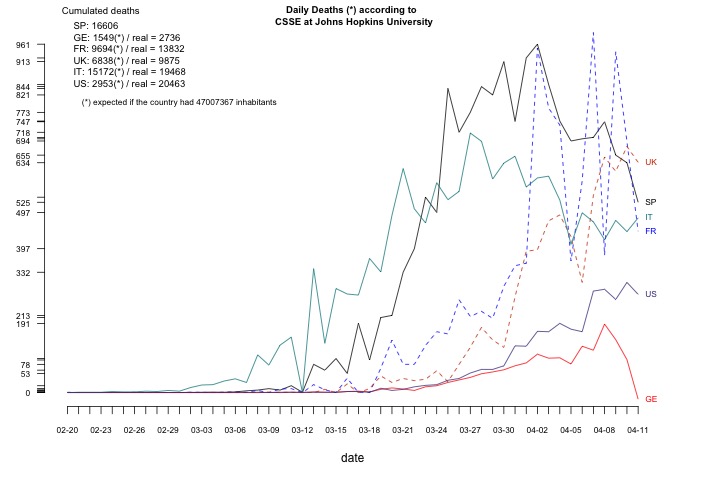 Cumulated deaths
Daily Deaths (*) according to
CSSE at Johns Hopkins University
SP: 16606
GE: 1549(*) / real = 2736
FR: 9694(*) / real = 13832
UK: 6838(*) / real = 9875
IT: 15172(*) / real = 19468
US: 2953(*) / real = 20463
(*) expected if the country had 47007367 inhabitants
961
913
844
821
773
747
718
694
655
634
525
497
397
332
213
191
78
53
0
UK
SP
IT
FR
US
GE
02-20 02-23 02-26 02-29 03-03 03-06 03-09 03-12 03-15 03-18 03-21 03-24 03-27 03-30 04-02 04-05 04-08 04-11
date